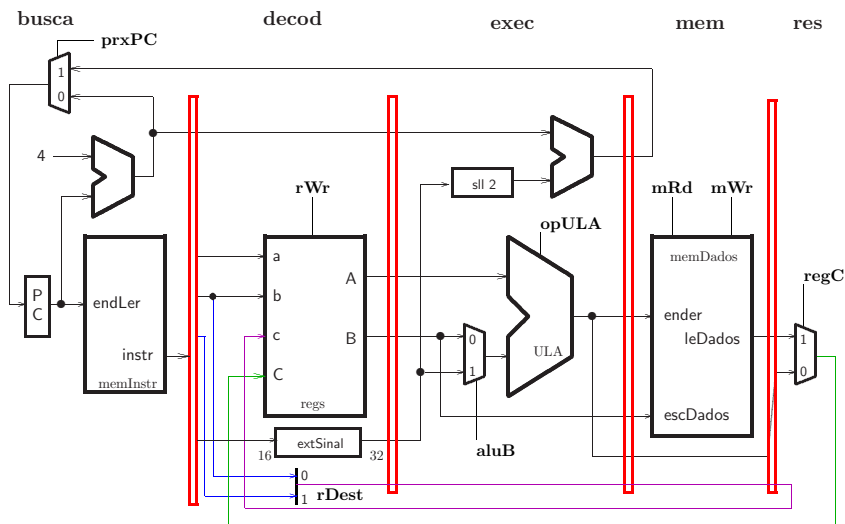 busca decod exec mem res
prxPC
1
0
4
sll 2
rWr
mRd mWr
opULA
a
memDados
regC
A
P
C
b
endLer
ender
c
B
0
1
leDados
instr
ULA
1
0
C
memInstr
regs
escDados
extSinal
16 32
aluB
0
1
rDest